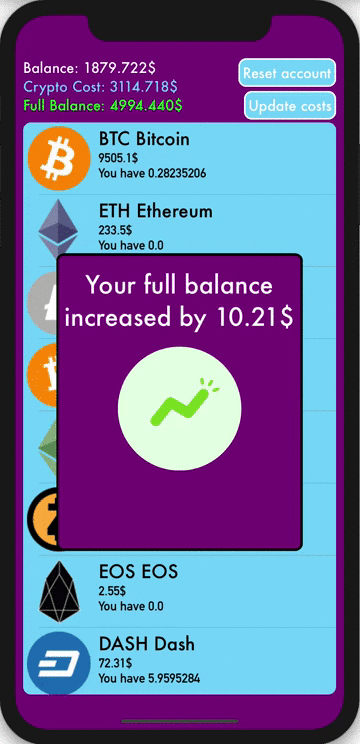 Balance: 1879.722$
Crypto Cost: 3114.718$
Full Balance: 4994.440$
Reset account
Update costs
BTC Bitcoin
9505.1$
You have 0.28235206
ETH Ethereum
233.5$
You have 0.0
Your full balance
increased by 10.21$
EOS EOS
2.55$
You have 0.0
DASH Dash
72.31$
You have 5.9595284